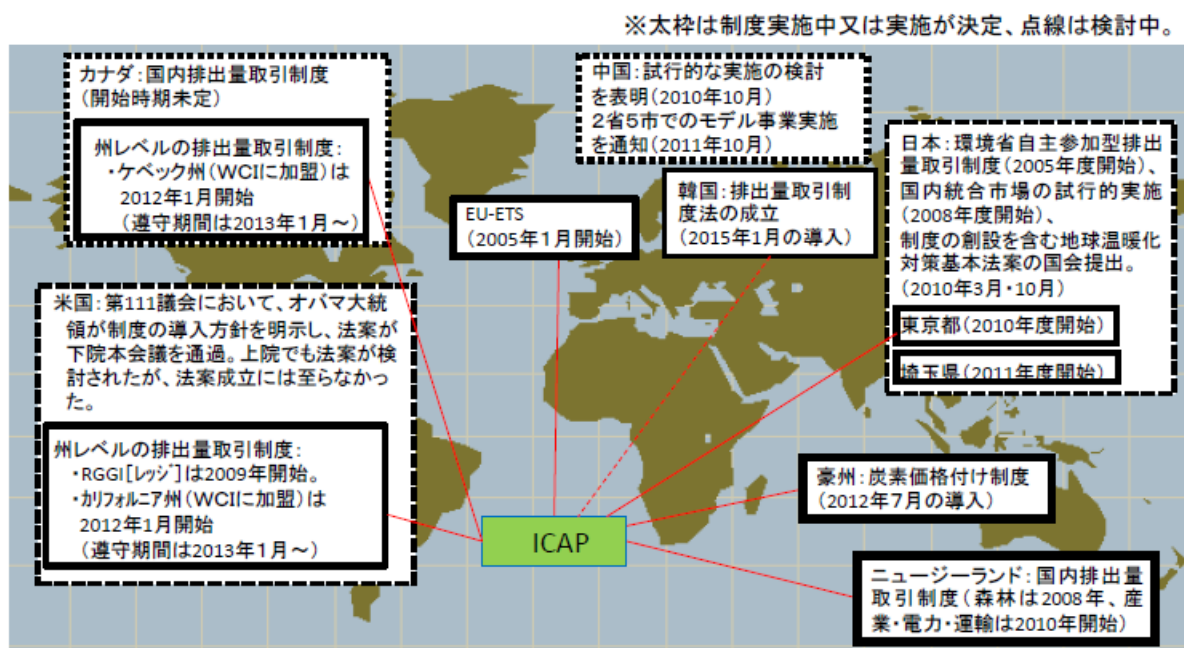 ※太枠は制度実施中又は実施が決定、点線は検討中。
カナダ：国内排出量取引制度
（開始時期未定）
州レベルの排出量取引制度：
・ケベック州（WCIに加盟）は
2012年1月開始
（遵守期間は2013年1月～）
米国：第111議会において、オバマ大統
領が制度の導入方針を明示し、法案が
下院本会議を通過。上院でも法案が検
討されたが、法案成立には至らなかっ
た。
州レベルの排出量取引制度：
・RGGI[レッジ]は2009年開始。
・カリフォルニア州（WCIに加盟）は
2012年1月開始
（遵守期間は2013年1月～）
EU-ETS
（2005年1月開始）
中国：試行的な実施の検討
を表明（2010年10月）
２省５市でのモデル事業実施
を通知（2011年10月）
韓国：排出量取引制
度法の成立
（2015年1月の導入）
日本：環境省自主参加型排出
量取引制度（2005年度開始）、
国内統合市場の試行的実施
（2008年度開始）、
制度の創設を含む地球温暖化
対策基本法案の国会提出。
（2010年3月・10月）
東京都（2010年度開始）
埼玉県（2011年度開始）
豪州：炭素価格付け制度
（2012年7月の導入）
ICAP
ニュージーランド：国内排出量
取引制度（森林は2008年、産
業・電力・運輸は2010年開始）